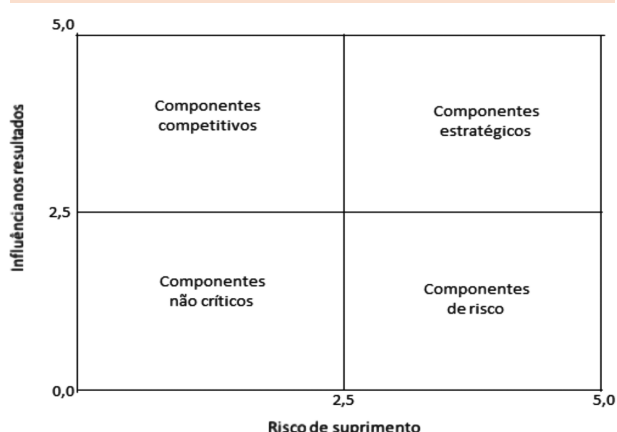 5,0
Influência nos resultados
Componentes
competitivos
Componentes
estratégicos
2,5
Componentes
não críticos
Componentes
de risco
0,0
2,5
5,0
Risco de suprimento